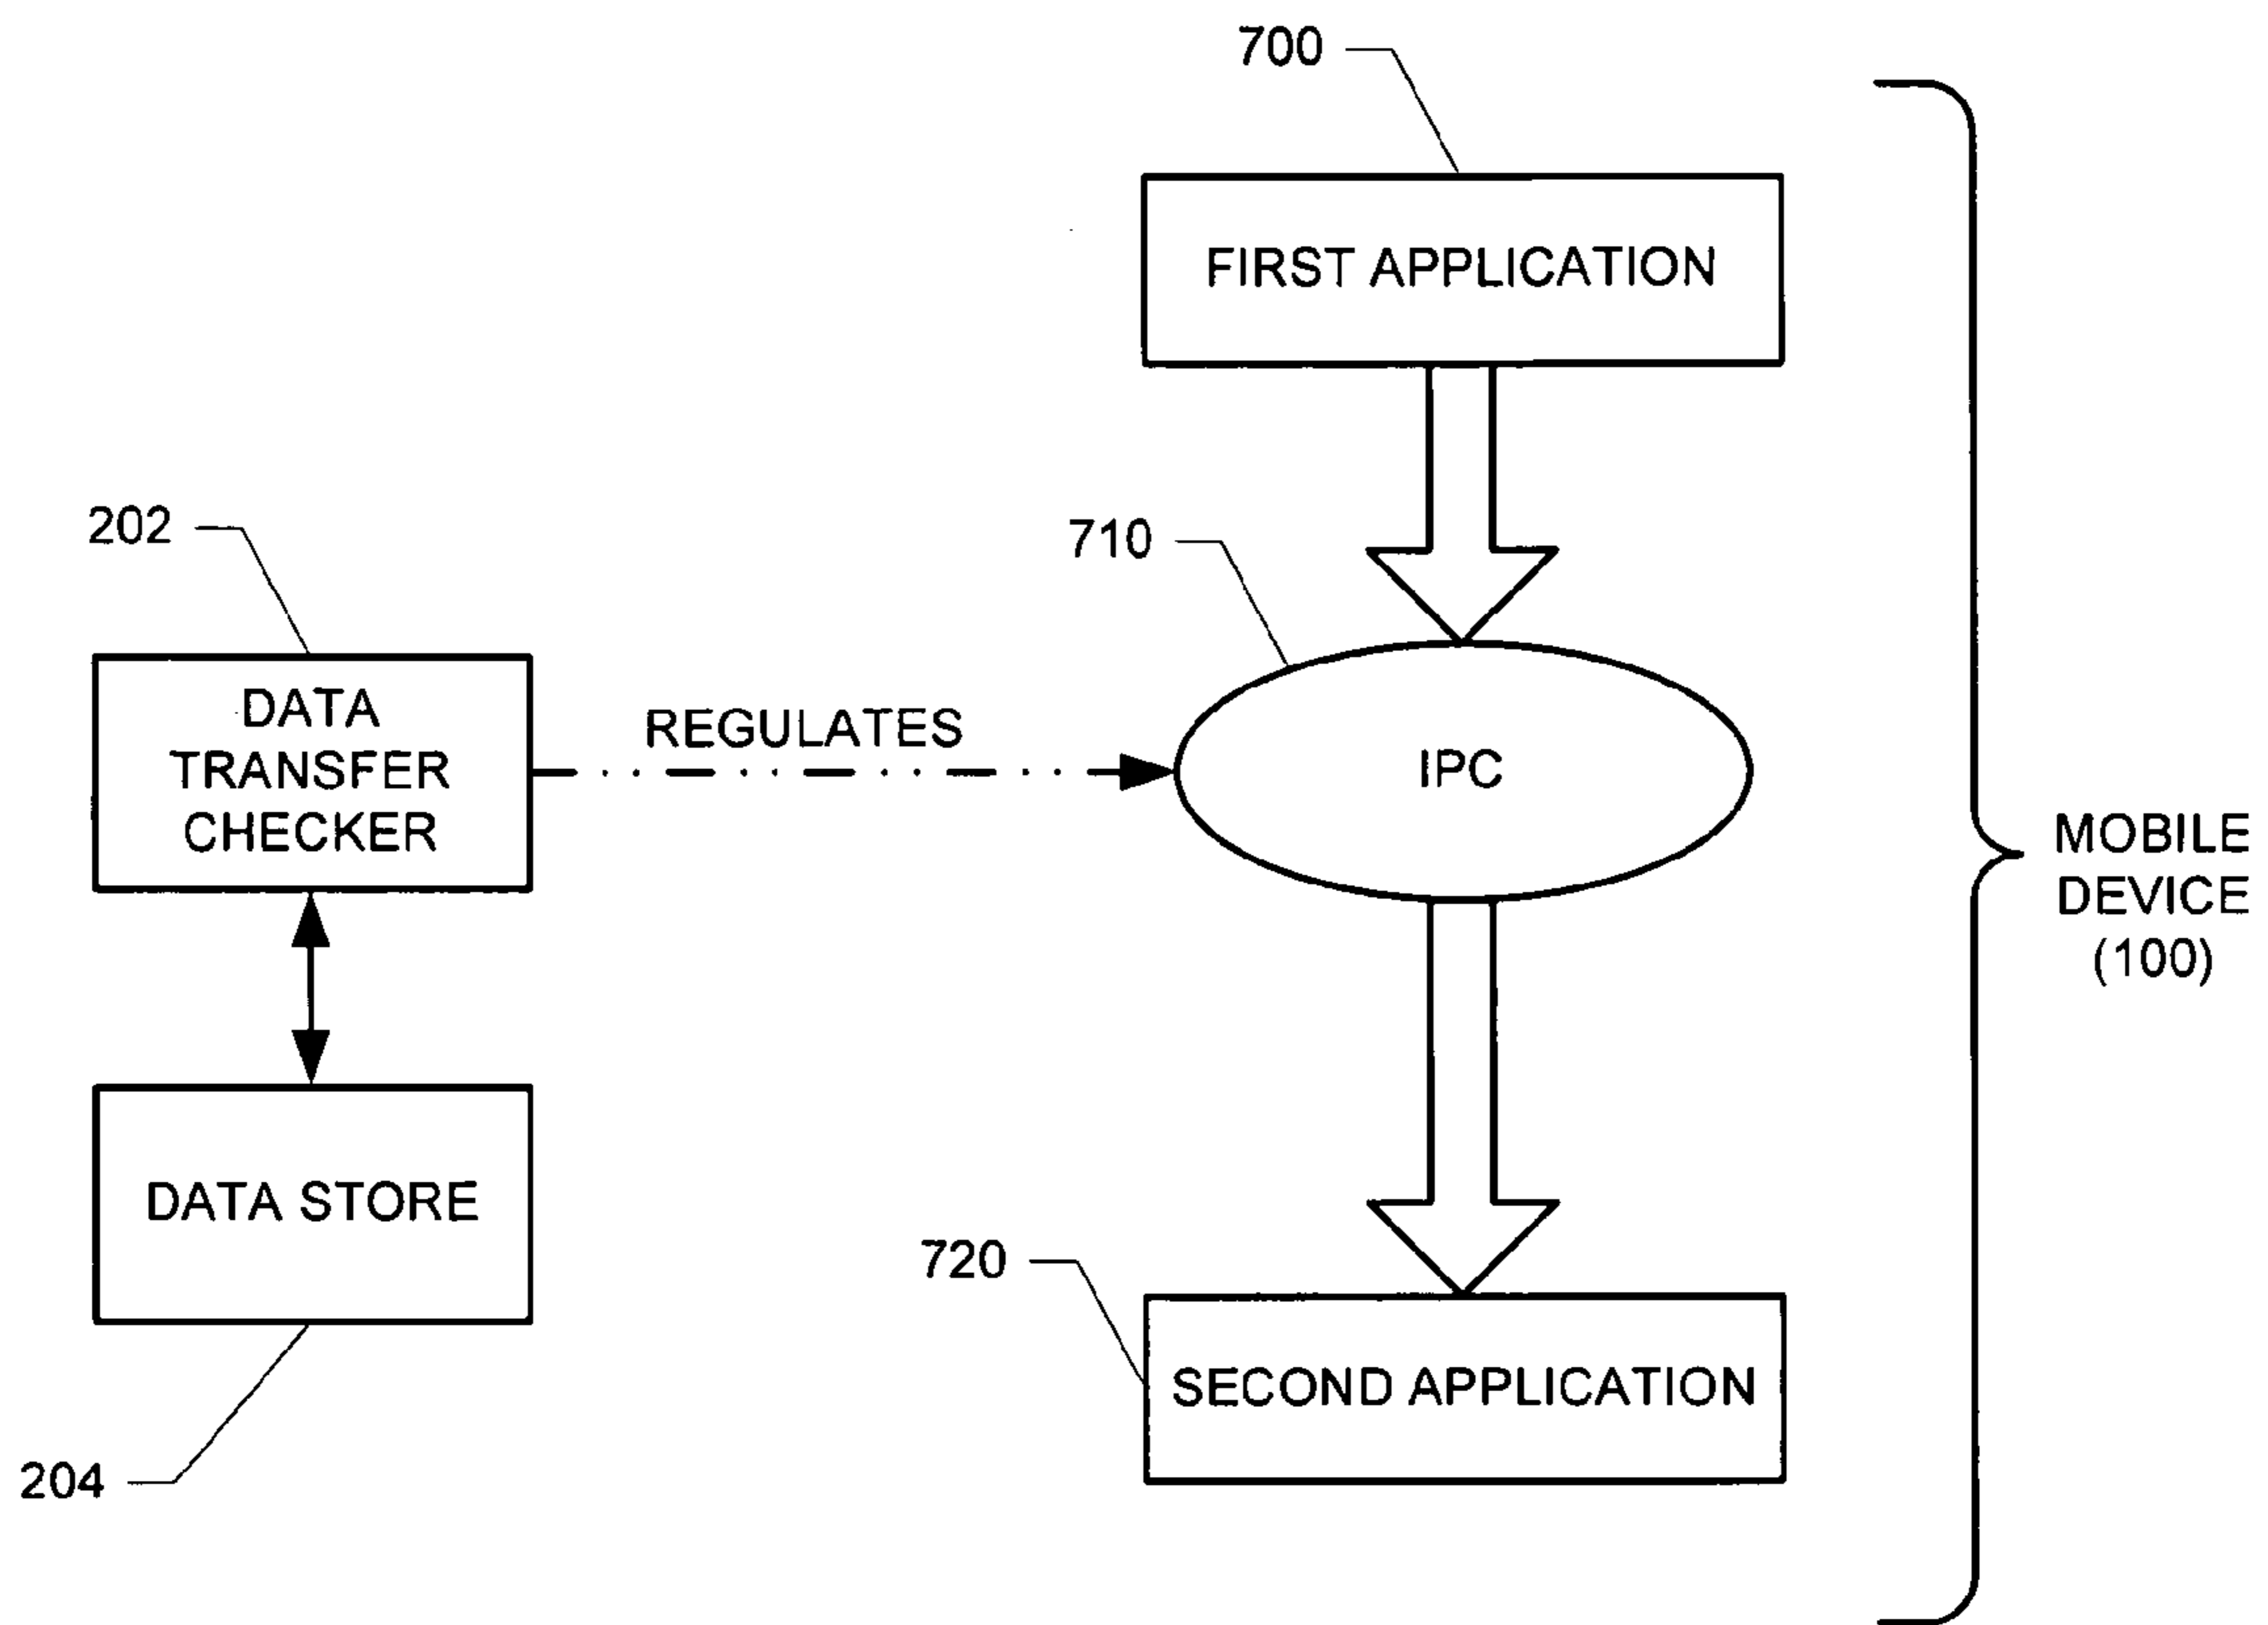 700
FIRST APPLICATION
202
710
DATA
TRANSFER
CHECKER
REGULATES
IPC
MOBILE
DEVICE
(100)
DATA STORE
720
SECOND APPLICATION
204